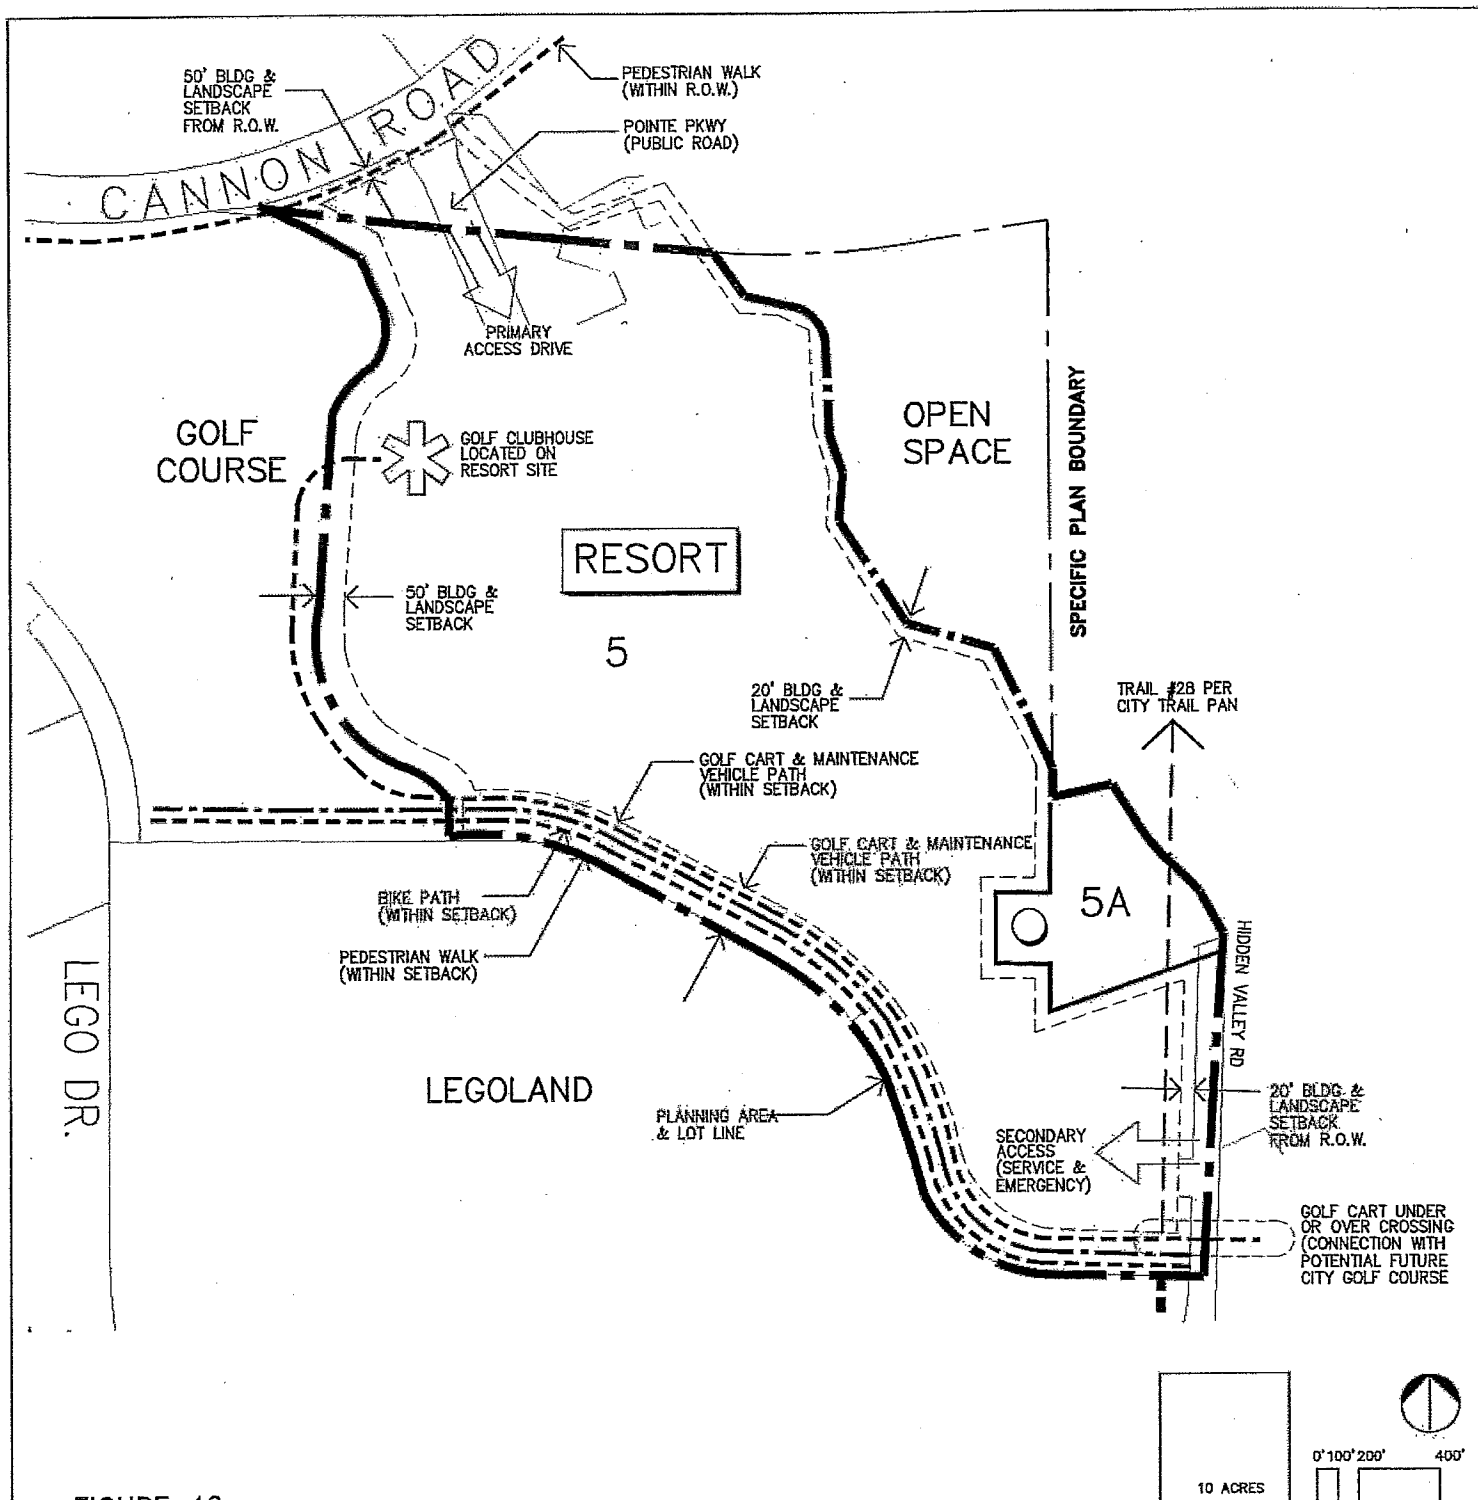 50' BLDG &
LANDSCAPE
SETBACK
FROM R.O.W.
CANNON ROAD
PEDESTRIAN WALK
(WITHIN R.O.W.)
POINTE PKWY
(PUBLIC ROAD)
PRIMARY
ACCESS DRIVE
GOLF
COURSE
GOLF CLUBHOUSE
LOCATED ON
RESORT SITE
OPEN
SPACE
SPECIFIC PLAN BOUNDARY
RESORT
5
50' BLDG &
LANDSCAPE
SETBACK
20' BLDG &
LANDSCAPE
SETBACK
TRAIL #28 PER
CITY TRAIL PAN
GOLF CART & MAINTENANCE
VEHICLE PATH
(WITHIN SETBACK)
GOLF CART & MAINTENANCE
VEHICLE PATH
(WITHIN SETBACK)
BIKE PATH
(WITHIN SETBACK)
PEDESTRIAN WALK
(WITHIN SETBACK)
5A
HIDDEN VALLEY RD
LEGO DR.
LEGOLAND
PLANNING AREA
& LOT LINE
SECONDARY
ACCESS
(SERVICE &
EMERGENCY)
20' BLDG &
LANDSCAPE
SETBACK
FROM R.O.W.
GOLF CART UNDER
OR OVER CROSSING
(CONNECTION WITH
POTENTIAL FUTURE
CITY GOLF COURSE
10 ACRES
0' 100' 200' 400'
FIGURE